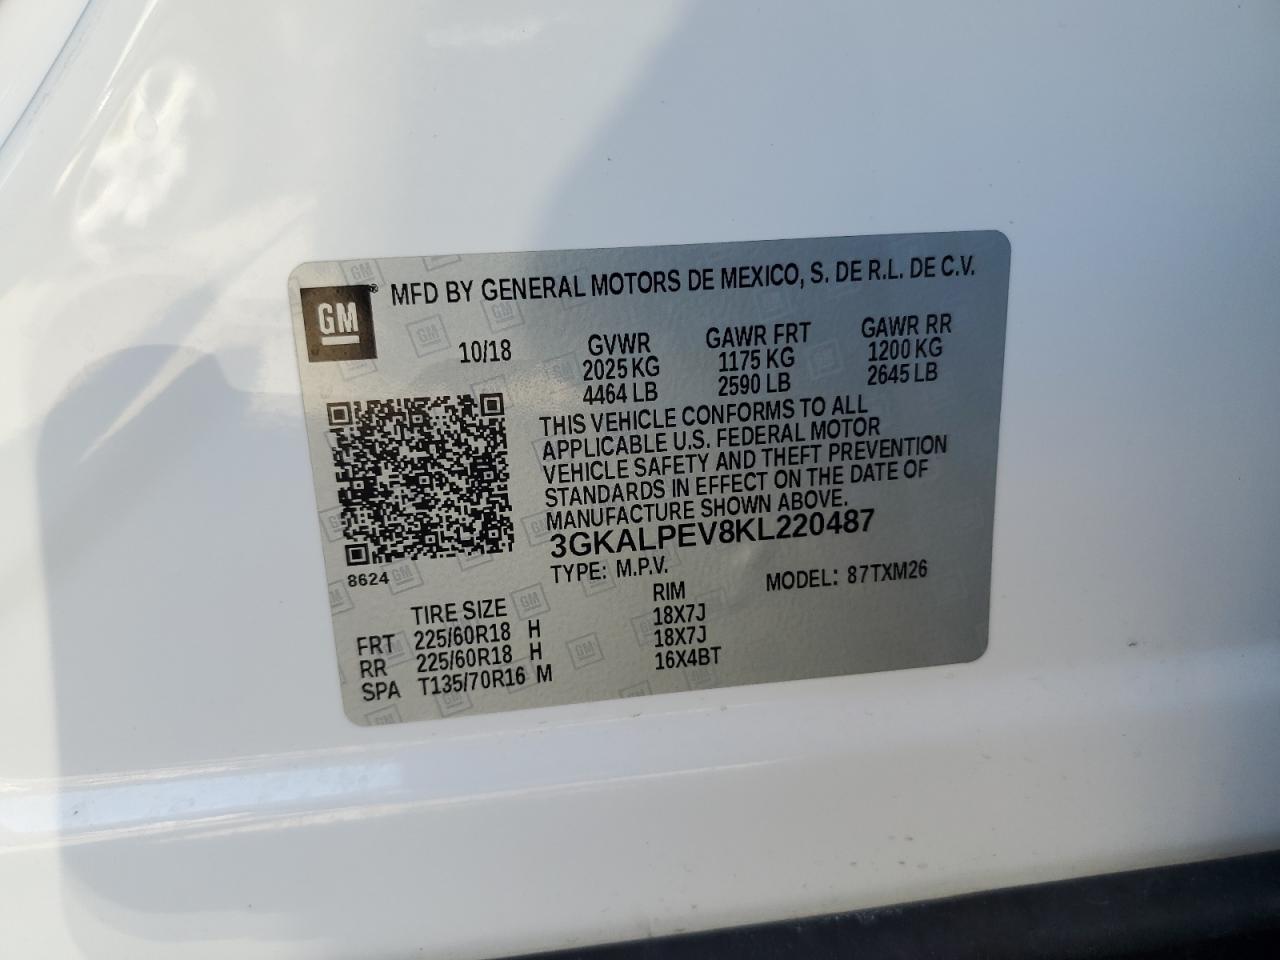 GM
MFD BY GENERAL MOTORS DE MEXICO, S. DE R.L. DE C.V.
10/18
GVWR GAWR FRT GAWR RR
2025 KG 1175 KG 1200 KG
4464 LB 2590 LB 2645 LB
THIS VEHICLE CONFORMS TO ALL
APPLICABLE U.S. FEDERAL MOTOR
VEHICLE SAFETY AND THEFT PREVENTION
STANDARDS IN EFFECT ON THE DATE OF
MANUFACTURE SHOWN ABOVE.
3GKALPEV8KL220487
8624
TYPE: M.P.V. MODEL: 87TXM26
TIRE SIZE RIM
FRT 225/60R18 H 18X7J
RR 225/60R18 H 18X7J
SPA T135/70R16 M 16X4BT